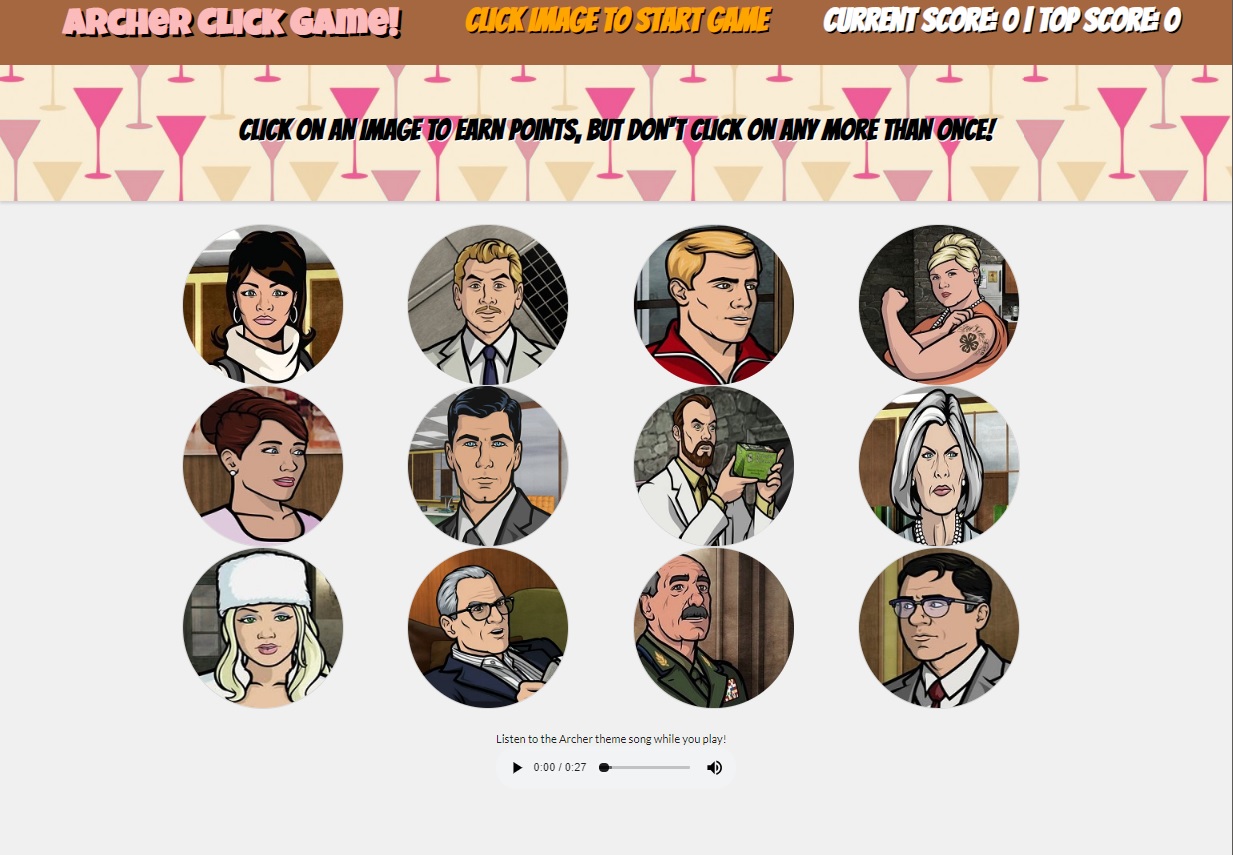 Archer Click Game!
CLICK IMAGE TO START GAME
CURRENT SCORE: 0 | TOP SCORE: 0
CLICK ON AN IMAGE TO EARN POINTS, BUT DON'T CLICK ON ANY MORE THAN ONCE!
Listen to the Archer theme song while you play!
0:00 / 0:27